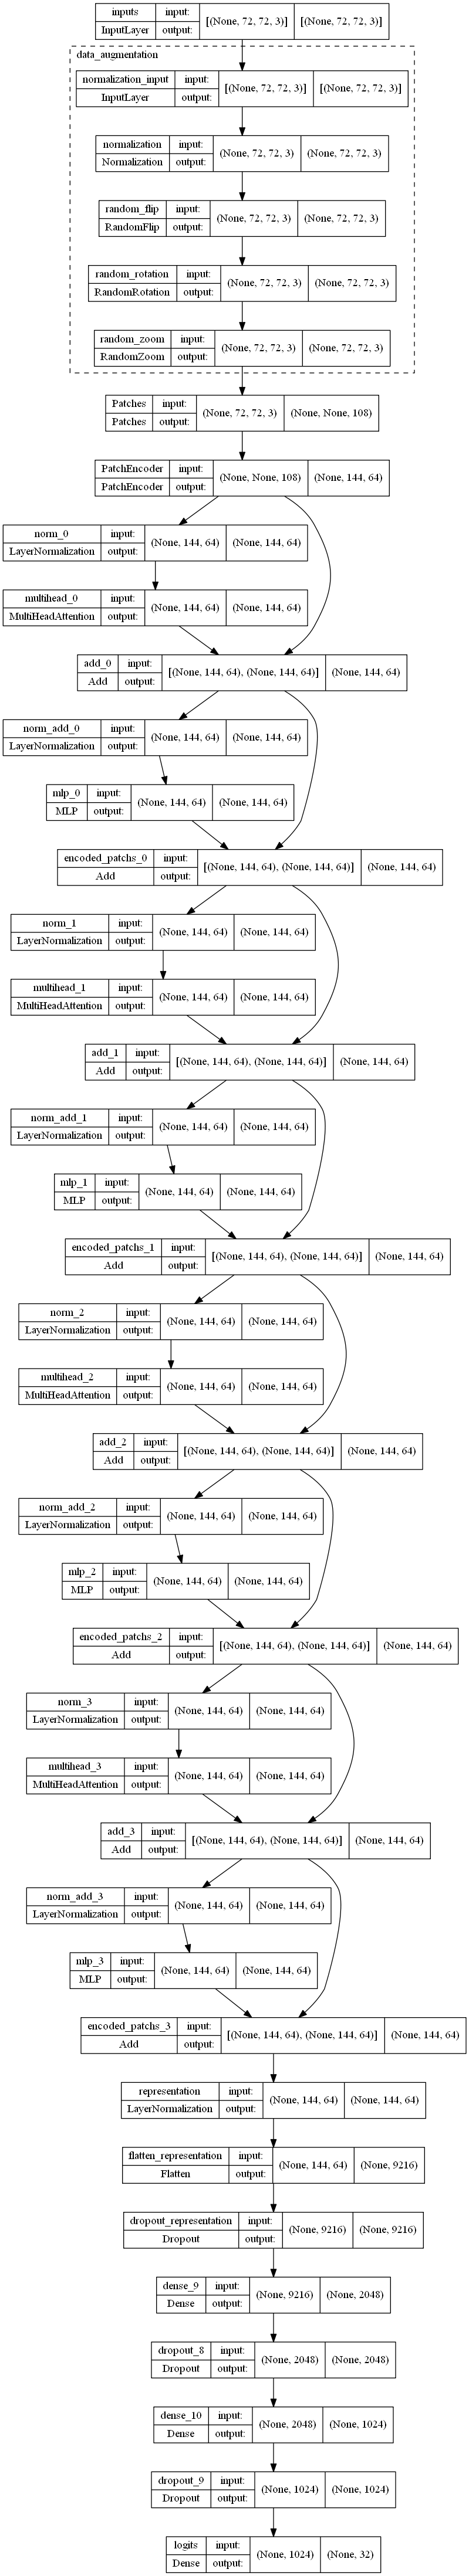 inputs input: [(None, 72, 72, 3)] [(None, 72, 72, 3)]
InputLayer output:
data_augmentation
normalization_input input: [(None, 72, 72, 3)] [(None, 72, 72, 3)]
InputLayer output:
normalization input: (None, 72, 72, 3) (None, 72, 72, 3)
Normalization output:
random_flip input: (None, 72, 72, 3) (None, 72, 72, 3)
RandomFlip output:
random_rotation input: (None, 72, 72, 3) (None, 72, 72, 3)
RandomRotation output:
random_zoom input: (None, 72, 72, 3) (None, 72, 72, 3)
RandomZoom output:
Patches input: (None, 72, 72, 3) (None, None, 108)
Patches output:
PatchEncoder input: (None, None, 108) (None, 144, 64)
PatchEncoder output:
norm_0 input: (None, 144, 64) (None, 144, 64)
LayerNormalization output:
multihead_0 input: (None, 144, 64) (None, 144, 64)
MultiHeadAttention output:
add_0 input: [(None, 144, 64), (None, 144, 64)] (None, 144, 64)
Add output:
norm_add_0 input: (None, 144, 64) (None, 144, 64)
LayerNormalization output:
mlp_0 input: (None, 144, 64) (None, 144, 64)
MLP output:
encoded_patchs_0 input: [(None, 144, 64), (None, 144, 64)] (None, 144, 64)
Add output:
norm_1 input: (None, 144, 64) (None, 144, 64)
LayerNormalization output:
multihead_1 input: (None, 144, 64) (None, 144, 64)
MultiHeadAttention output:
add_1 input: [(None, 144, 64), (None, 144, 64)] (None, 144, 64)
Add output:
norm_add_1 input: (None, 144, 64) (None, 144, 64)
LayerNormalization output:
mlp_1 input: (None, 144, 64) (None, 144, 64)
MLP output:
encoded_patchs_1 input: [(None, 144, 64), (None, 144, 64)] (None, 144, 64)
Add output:
norm_2 input: (None, 144, 64) (None, 144, 64)
LayerNormalization output:
multihead_2 input: (None, 144, 64) (None, 144, 64)
MultiHeadAttention output:
add_2 input: [(None, 144, 64), (None, 144, 64)] (None, 144, 64)
Add output:
norm_add_2 input: (None, 144, 64) (None, 144, 64)
LayerNormalization output:
mlp_2 input: (None, 144, 64) (None, 144, 64)
MLP output:
encoded_patchs_2 input: [(None, 144, 64), (None, 144, 64)] (None, 144, 64)
Add output:
norm_3 input: (None, 144, 64) (None, 144, 64)
LayerNormalization output:
multihead_3 input: (None, 144, 64) (None, 144, 64)
MultiHeadAttention output:
add_3 input: [(None, 144, 64), (None, 144, 64)] (None, 144, 64)
Add output:
norm_add_3 input: (None, 144, 64) (None, 144, 64)
LayerNormalization output:
mlp_3 input: (None, 144, 64) (None, 144, 64)
MLP output:
encoded_patchs_3 input: [(None, 144, 64), (None, 144, 64)] (None, 144, 64)
Add output:
representation input: (None, 144, 64) (None, 144, 64)
LayerNormalization output:
flatten_representation input: (None, 144, 64) (None, 9216)
Flatten output:
dropout_representation input: (None, 9216) (None, 9216)
Dropout output:
dense_9 input: (None, 9216) (None, 2048)
Dense output:
dropout_8 input: (None, 2048) (None, 2048)
Dropout output:
dense_10 input: (None, 2048) (None, 1024)
Dense output:
dropout_9 input: (None, 1024) (None, 1024)
Dropout output:
logits input: (None, 1024) (None, 32)
Dense output: